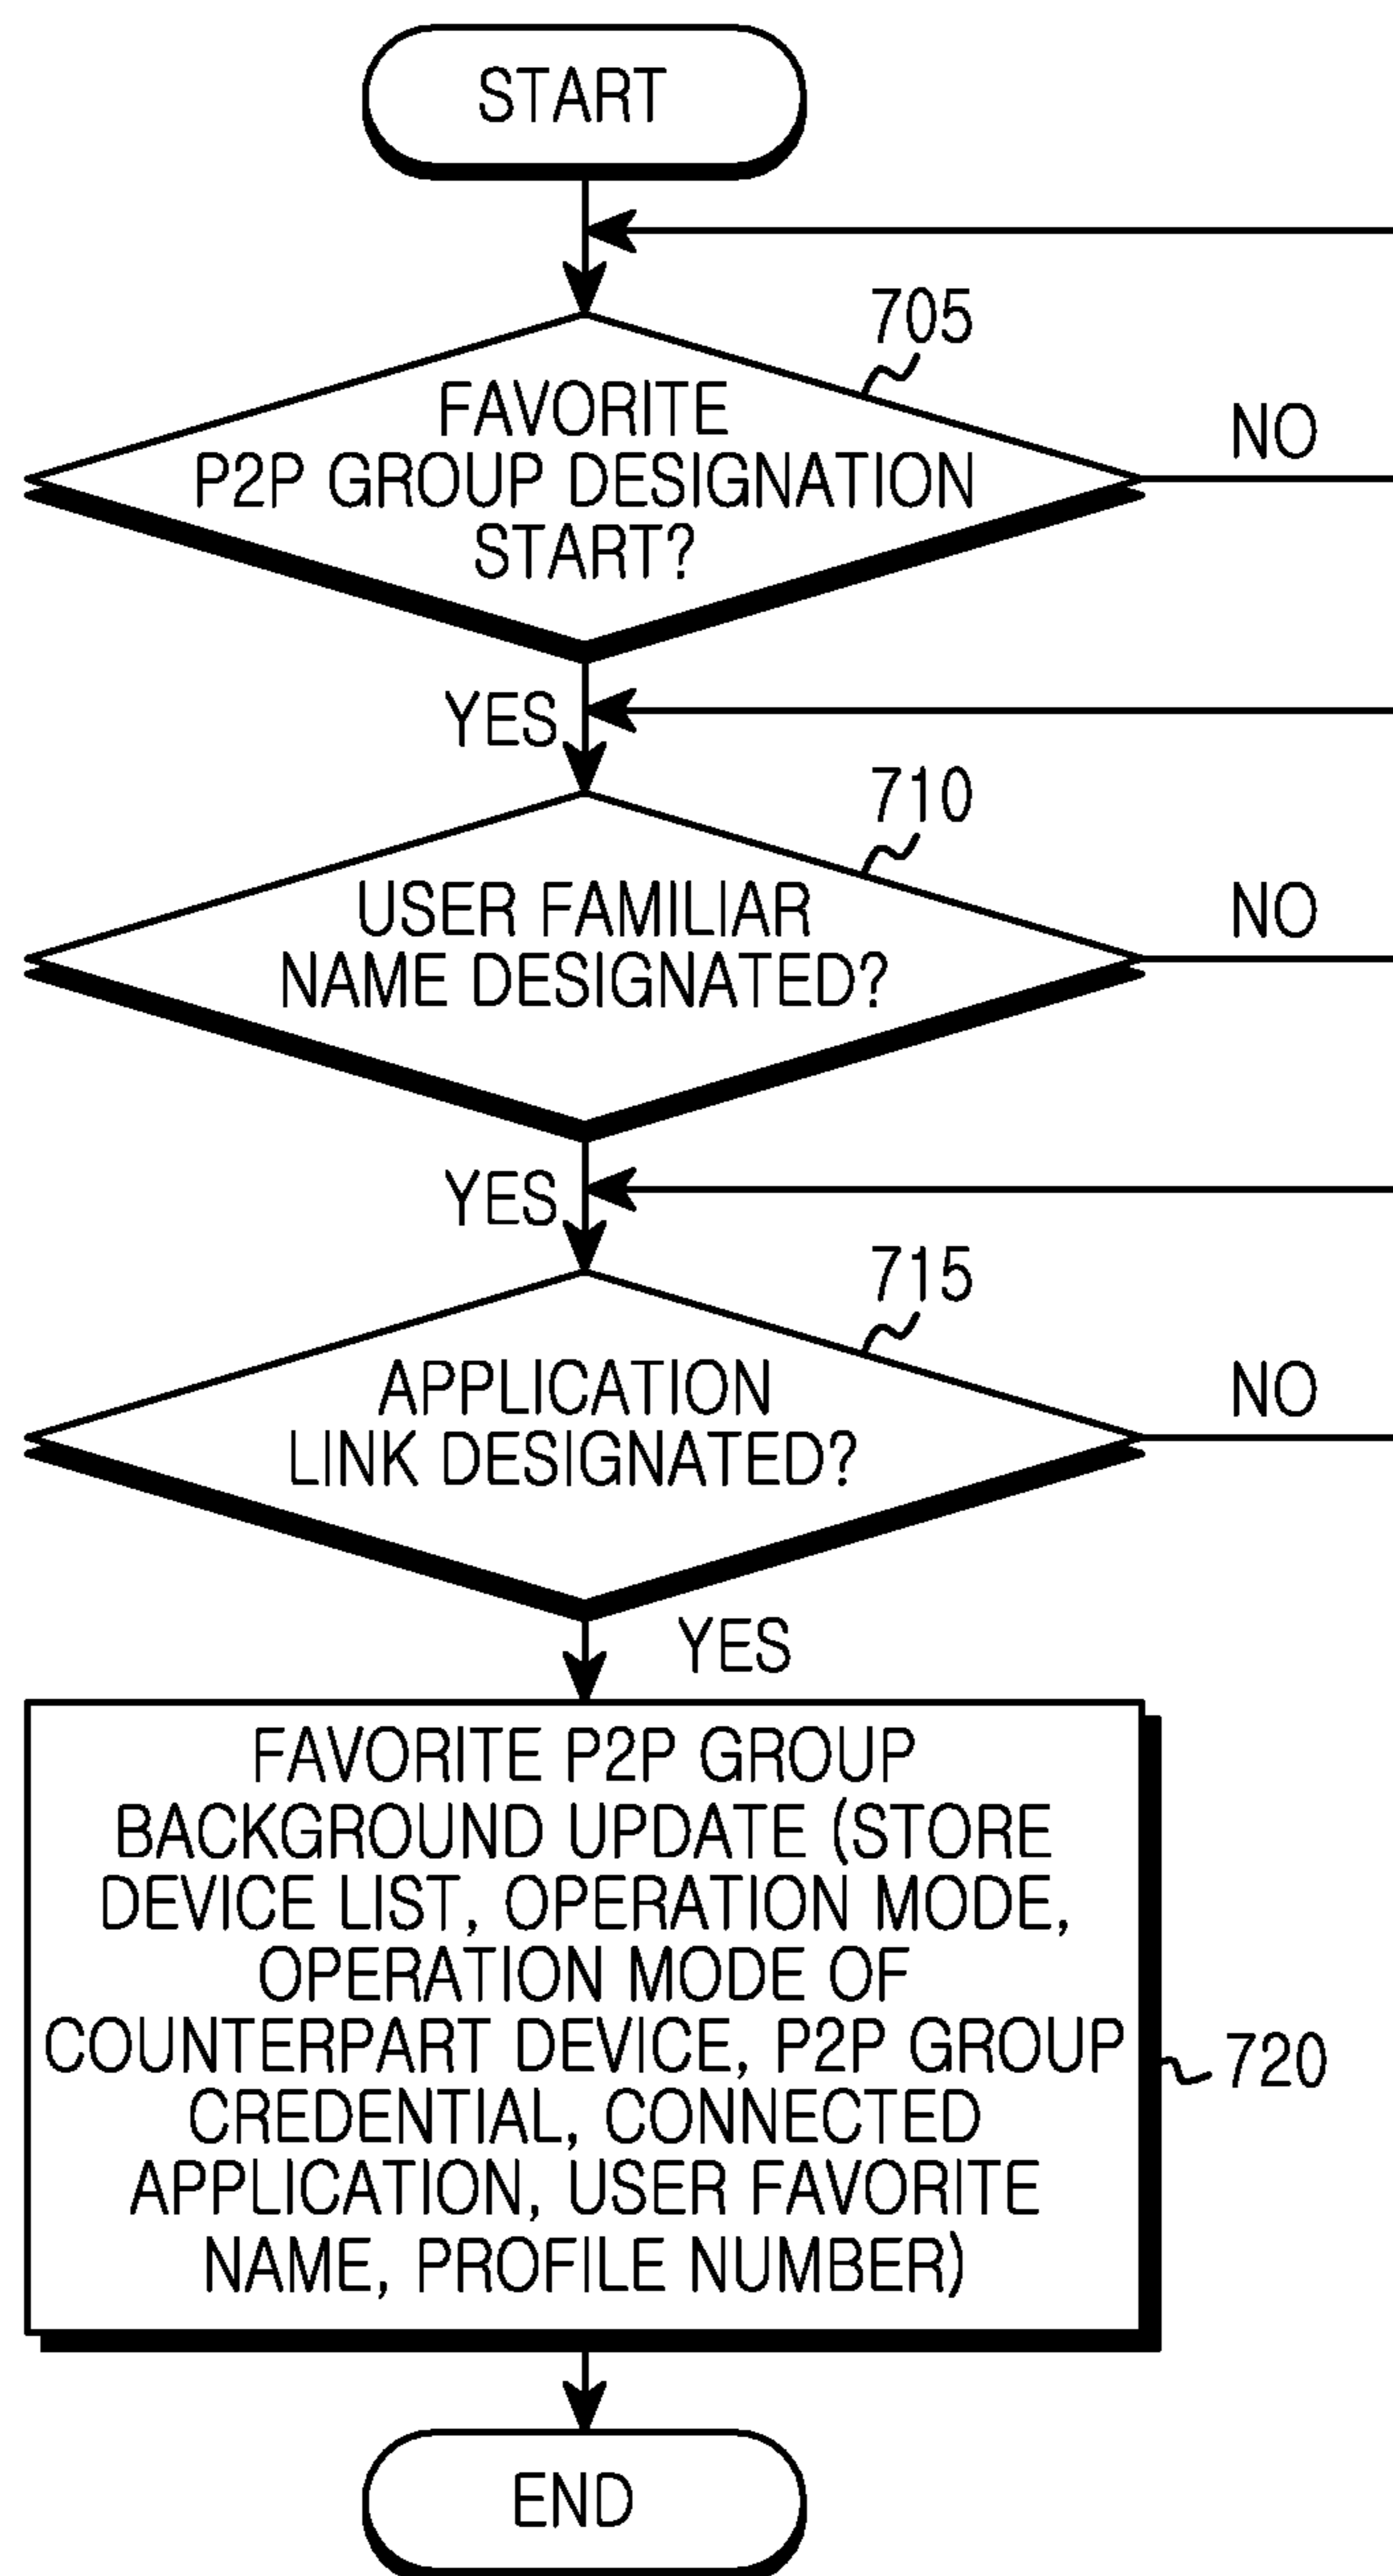 START
705
FAVORITE
P2P GROUP DESIGNATION
START?
NO
YES
710
USER FAMILIAR
NAME DESIGNATED?
NO
YES
715
APPLICATION
LINK DESIGNATED?
NO
YES
FAVORITE P2P GROUP
BACKGROUND UPDATE (STORE
DEVICE LIST, OPERATION MODE,
OPERATION MODE OF
COUNTERPART DEVICE, P2P GROUP
CREDENTIAL, CONNECTED
APPLICATION, USER FAVORITE
NAME, PROFILE NUMBER)
720
END